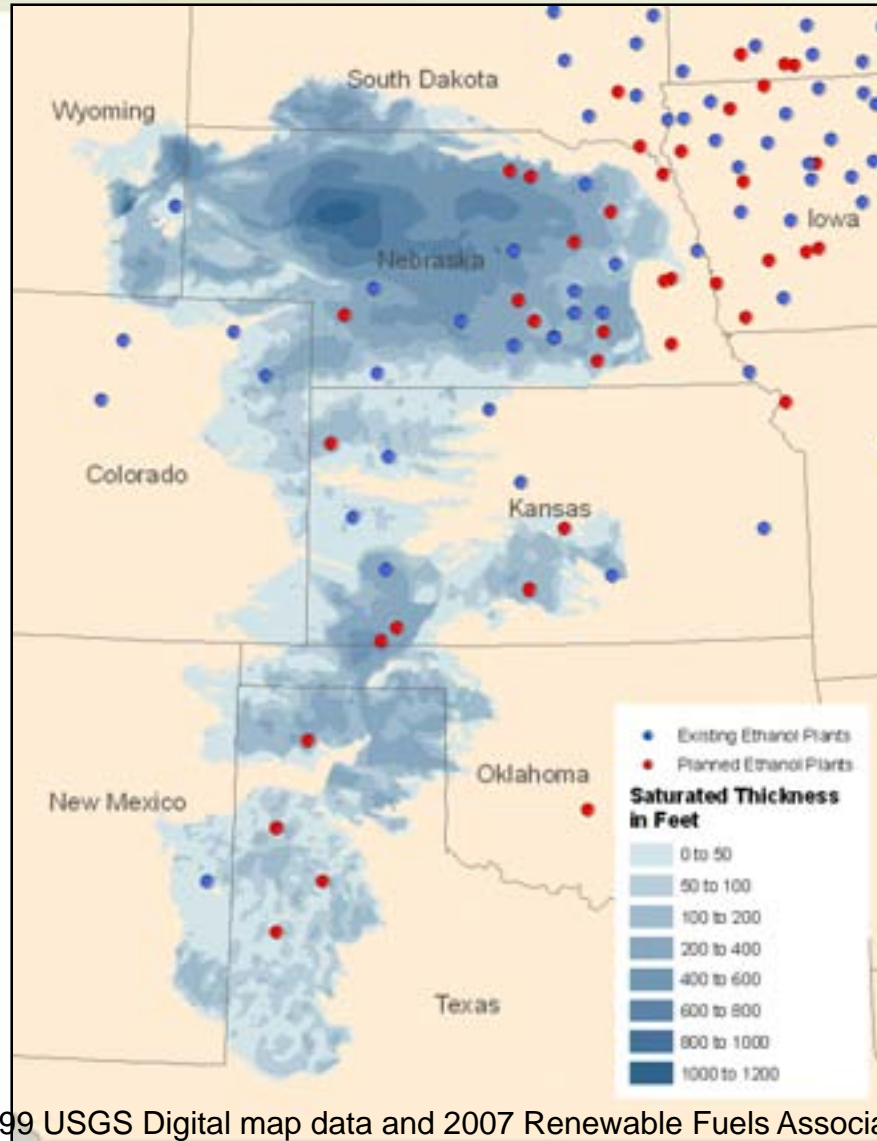 South Dakota
Wyoming
Iowa
Nebraska
Colorado
Kansas
Existing Ethanol Plants
Planned Ethanol Plants
Oklahoma
New Mexico
Saturated Thickness
in Feet
0 to 50
50 to 100
100 to 200
200 to 400
400 to 600
600 to 800
800 to 1000
1000 to 1200
Texas
99 USGS Digital map data and 2007 Renewable Fuels Associa